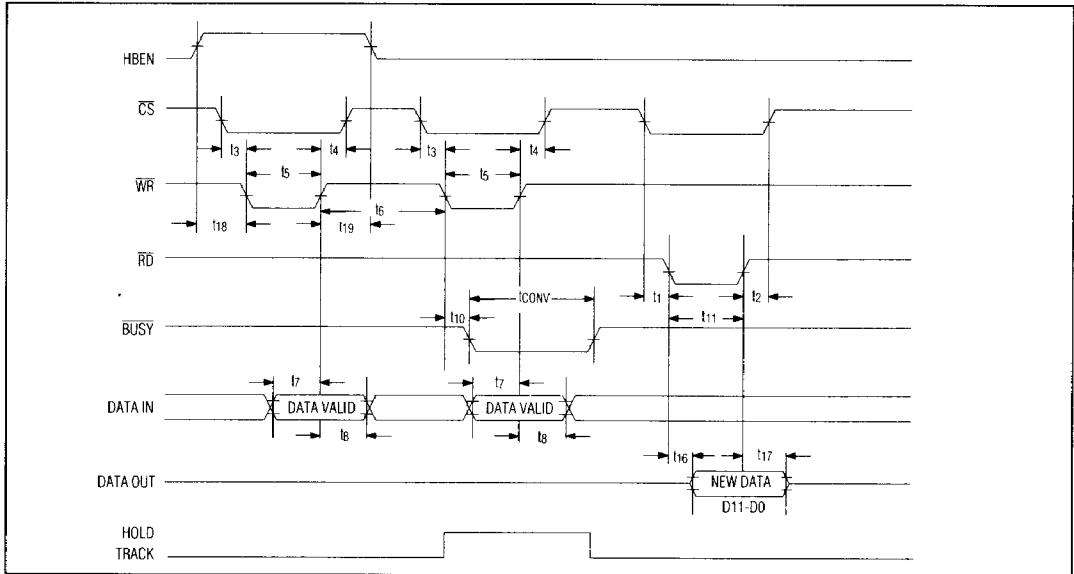 HBEN
CS
t3 t4 t3 t4
t5 t5
WR
t6
t18 t19
RD
tCONV
t1 t2
t10 t11
BUSY
t7 t7
DATA IN DATA VALID DATA VALID
t8 t8
t16 t17
DATA OUT NEW DATA
D11-D0
HOLD
TRACK